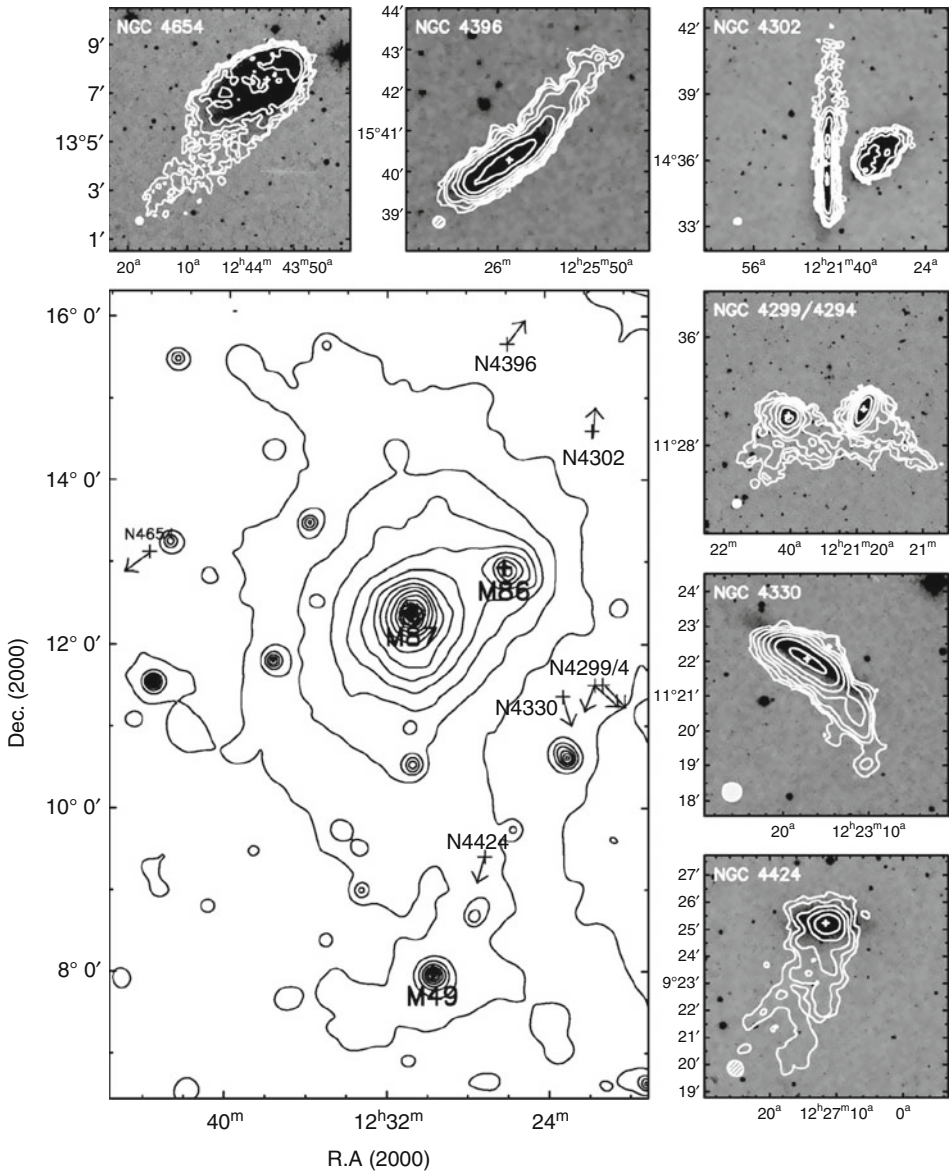 NGC 4654
9′
7′
13°5′
3′
1′
20ᵃ 10ᵃ 12ʰ44ᵐ 43ᵐ50ᵃ
NGC 4396
44′
43′
42′
15°41′
40′
39′
26ᵐ 12ʰ25ᵐ50ᵃ
NGC 4302
42′
39′
14°36′
33′
56ᵃ 12ʰ21ᵐ40ᵃ 24ᵃ
16° 0′
14° 0′
12° 0′
10° 0′
8° 0′
Dec. (2000)
N4396
N4302
N4654
M86
M87
N4299/4
N4330
N4424
M49
40ᵐ 12ʰ32ᵐ 24ᵐ
R.A (2000)
NGC 4299/4294
36′
11°28′
22ᵐ 40ᵃ 12ʰ21ᵐ20ᵃ 21ᵐ
NGC 4330
24′
23′
22′
11°21′
20′
19′
18′
20ᵃ 12ʰ23ᵐ10ᵃ
NGC 4424
27′
26′
25′
24′
9°23′
22′
21′
20′
19′
20ᵃ 12ʰ27ᵐ10ᵃ 0ᵃ